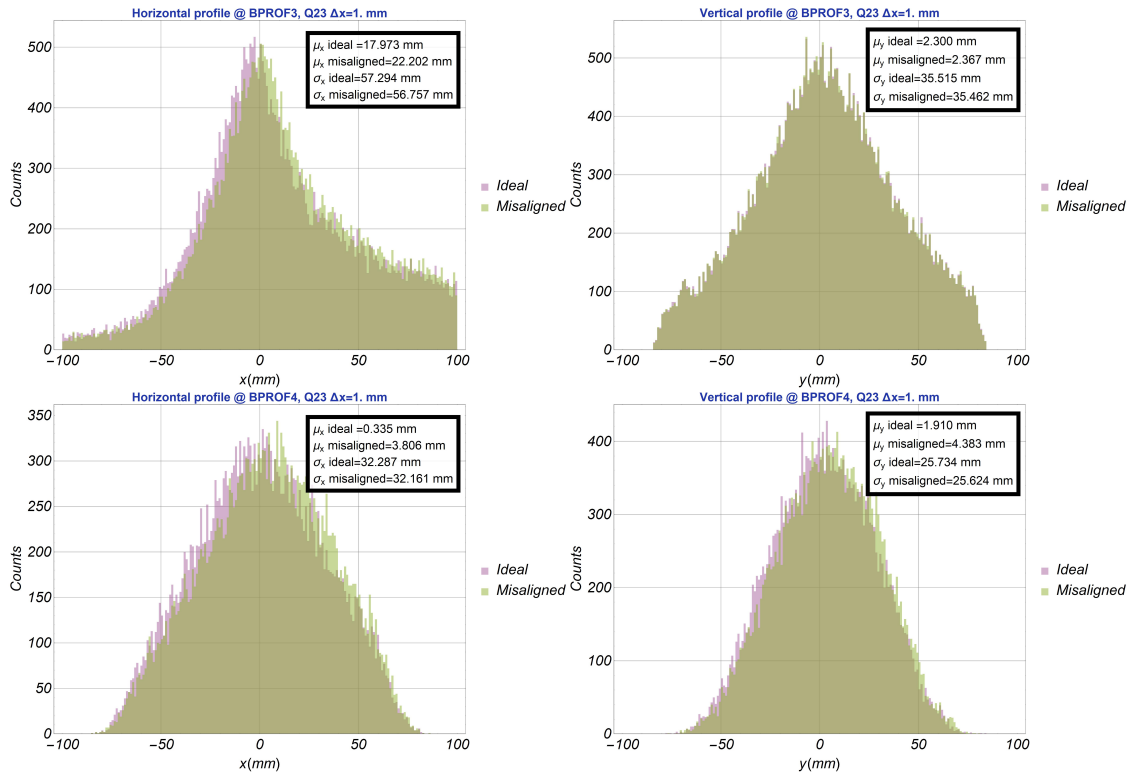 Horizontal profile @ BPROF3, Q23 Δx=1. mm
μx ideal =17.973 mm
μx misaligned=22.202 mm
σx ideal=57.294 mm
σx misaligned=56.757 mm
Counts
500
400
300
200
100
0
−100
−50
0
50
100
x(mm)
Ideal
Misaligned
Vertical profile @ BPROF3, Q23 Δx=1. mm
μy ideal =2.300 mm
μy misaligned=2.367 mm
σy ideal=35.515 mm
σy misaligned=35.462 mm
Counts
500
400
300
200
100
0
−100
−50
0
50
100
y(mm)
Ideal
Misaligned
Horizontal profile @ BPROF4, Q23 Δx=1. mm
μx ideal =0.335 mm
μx misaligned=3.806 mm
σx ideal=32.287 mm
σx misaligned=32.161 mm
Counts
350
300
250
200
150
100
50
0
−100
−50
0
50
100
x(mm)
Ideal
Misaligned
Vertical profile @ BPROF4, Q23 Δx=1. mm
μy ideal =1.910 mm
μy misaligned=4.383 mm
σy ideal=25.734 mm
σy misaligned=25.624 mm
Counts
400
300
200
100
0
−100
−50
0
50
100
y(mm)
Ideal
Misaligned